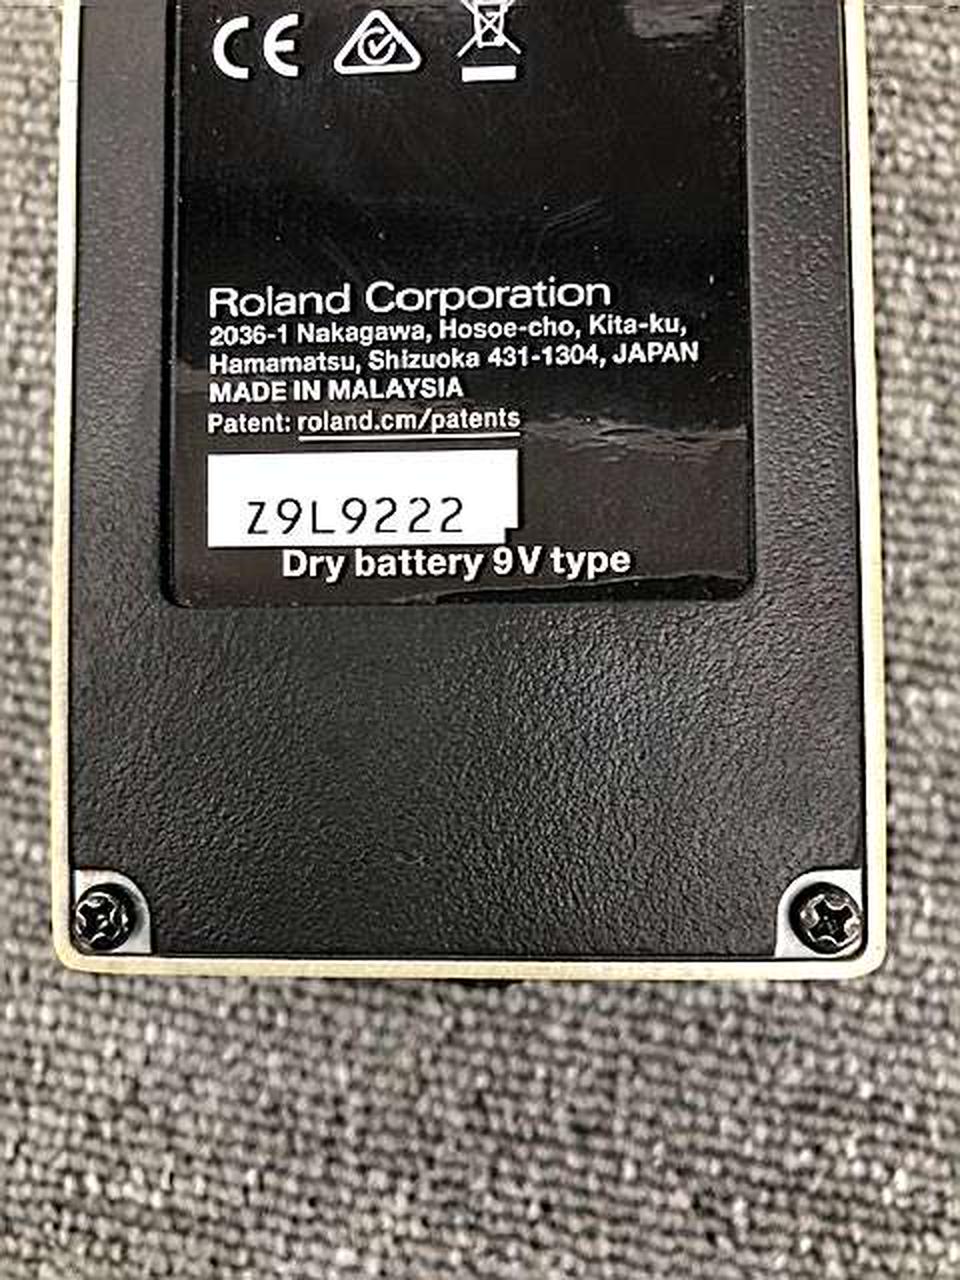 CE
Roland Corporation
2036-1 Nakagawa, Hosoe-cho, Kita-ku,
Hamamatsu, Shizuoka 431-1304, JAPAN
MADE IN MALAYSIA
Patent: roland.cm/patents
Z9L9222
Dry battery 9V type